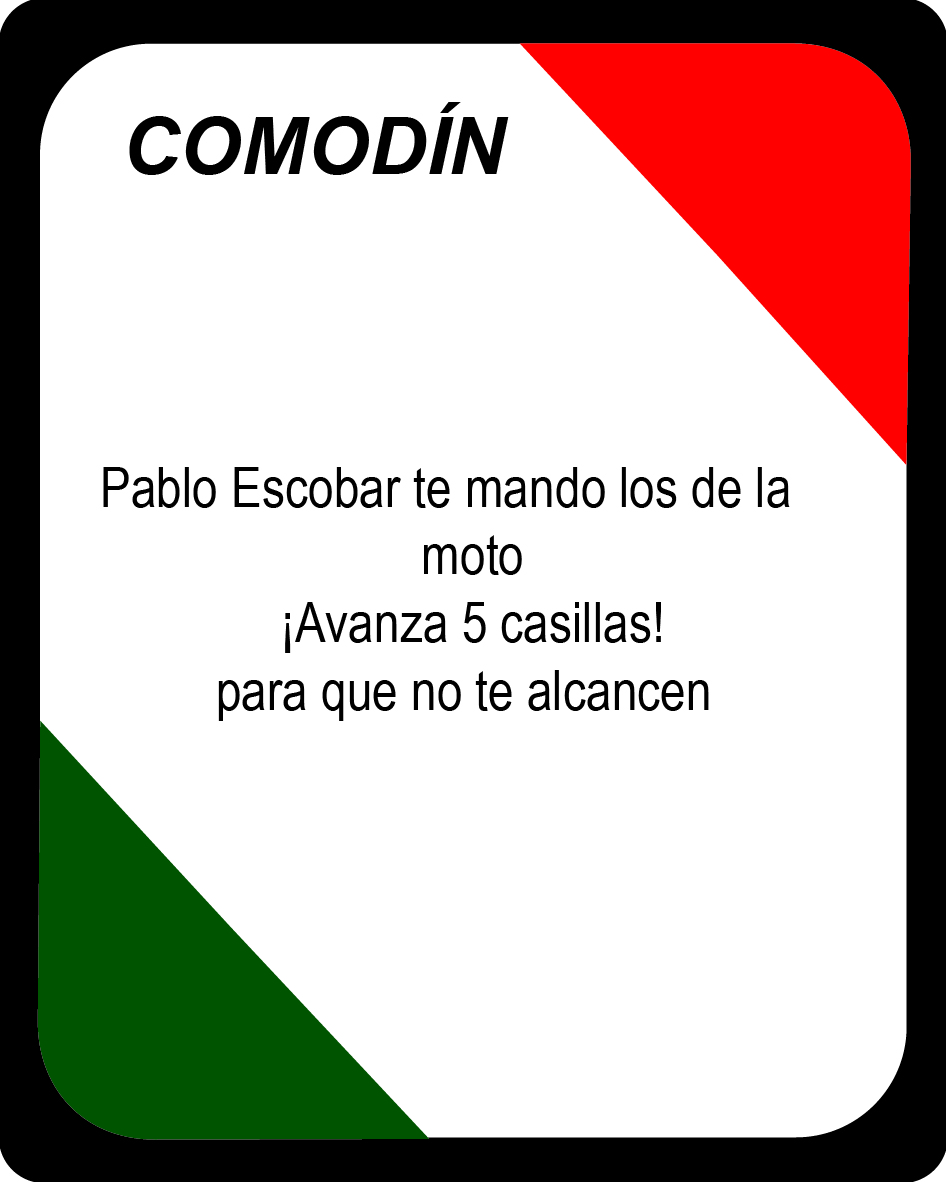 COMODÍN
Pablo Escobar te mando los de la
moto
¡Avanza 5 casillas!
para que no te alcancen